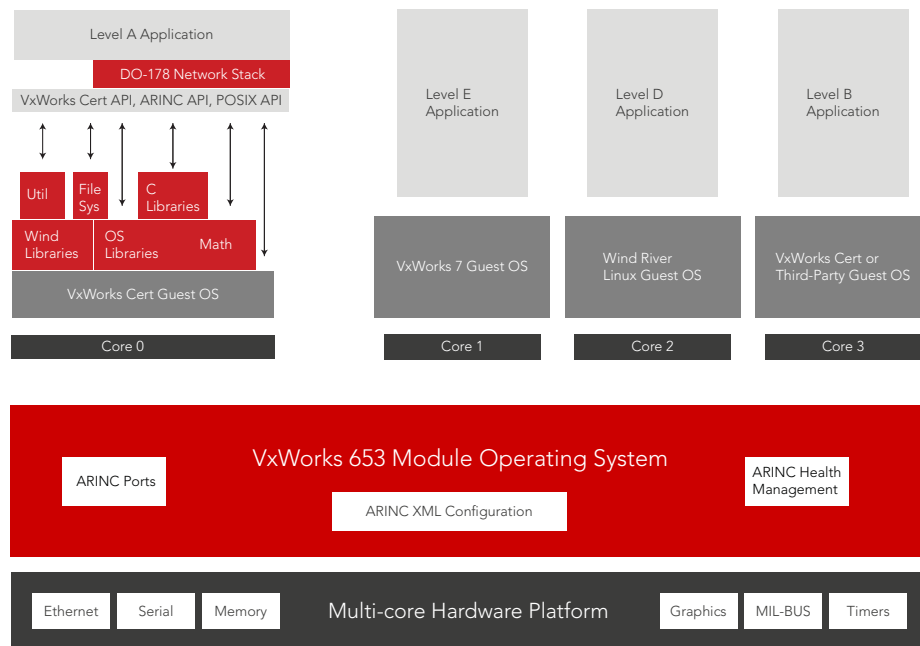 Level A Application
DO-178 Network Stack
VxWorks Cert API, ARINC API, POSIX API
Util
File
Sys
C
Libraries
Wind
Libraries
OS
Libraries
Math
VxWorks Cert Guest OS
Core 0
Level E
Application
VxWorks 7 Guest OS
Core 1
Level D
Application
Wind River
Linux Guest OS
Core 2
Level B
Application
VxWorks Cert or
Third-Party Guest OS
Core 3
VxWorks 653 Module Operating System
ARINC Ports
ARINC XML Configuration
ARINC Health
Management
Ethernet
Serial
Memory
Multi-core Hardware Platform
Graphics
MIL-BUS
Timers